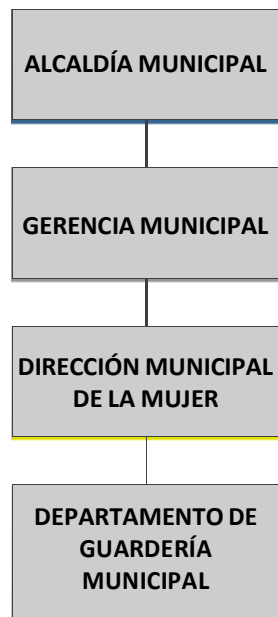 ALCALDÍA MUNICIPAL
GERENCIA MUNICIPAL
DIRECCIÓN MUNICIPAL
DE LA MUJER
DEPARTAMENTO DE
GUARDERÍA
MUNICIPAL